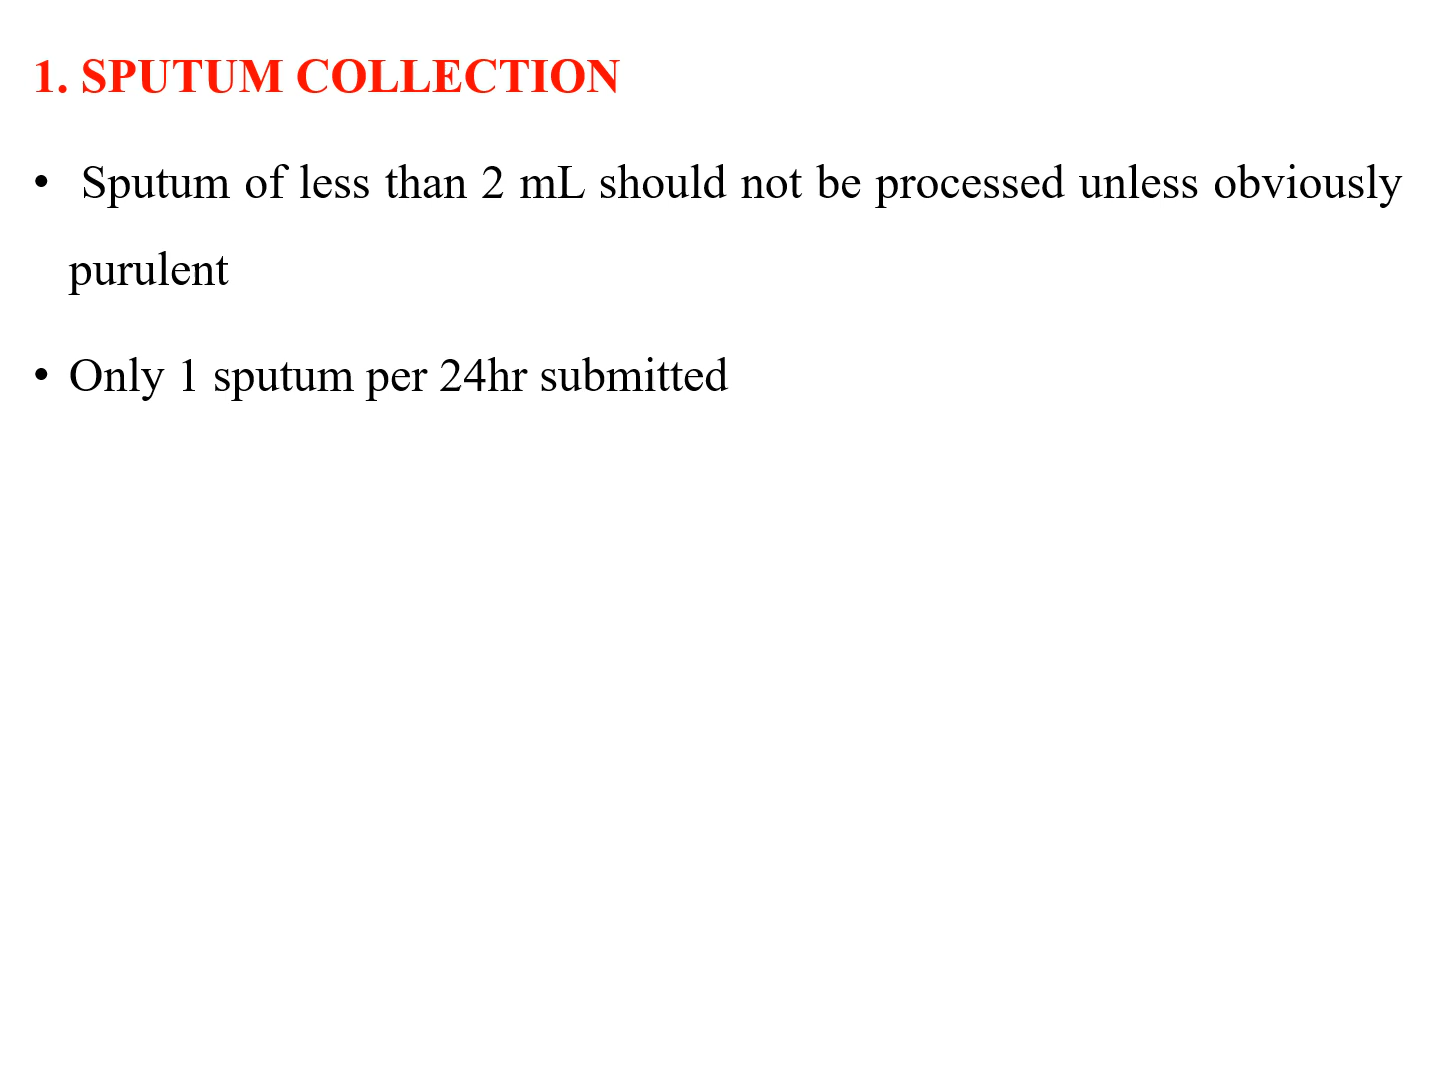 1. SPUTUM COLLECTION
• Sputum of less than 2 mL should not be processed unless obviously
purulent
• Only 1 sputum per 24hr submitted